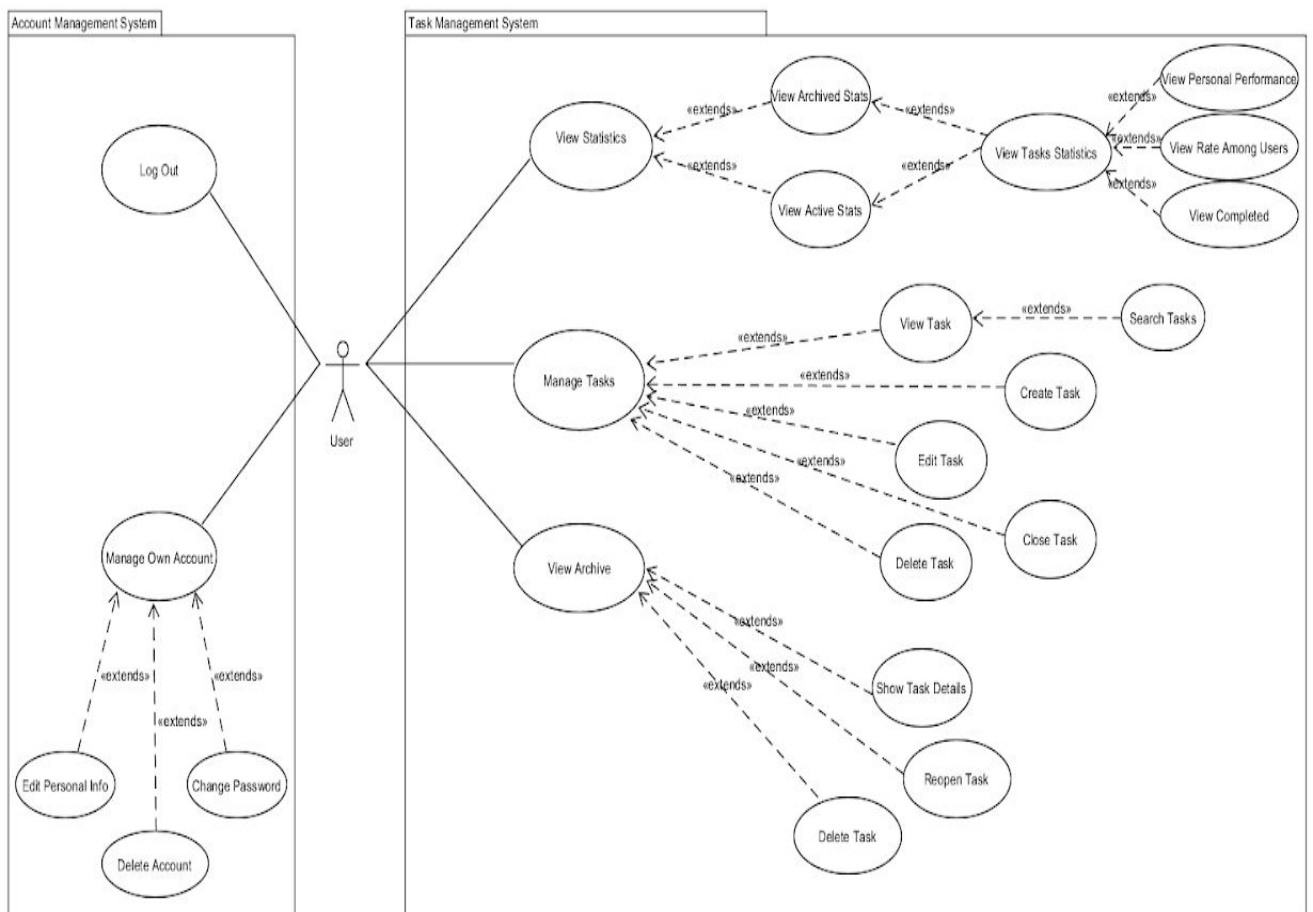 Account Management System
Log Out
Manage Own Account
«extends»
«extends»
«extends»
Edit Personal Info
Change Password
Delete Account
User
Task Management System
View Statistics
«extends»
«extends»
View Archived Stats
View Active Stats
«extends»
«extends»
View Tasks Statistics
«extends»
«extends»
«extends»
View Personal Performance
View Rate Among Users
View Completed
Manage Tasks
«extends»
View Task
«extends»
Search Tasks
«extends»
Create Task
«extends»
Edit Task
«extends»
Close Task
«extends»
Delete Task
View Archive
«extends»
Show Task Details
«extends»
Reopen Task
«extends»
Delete Task